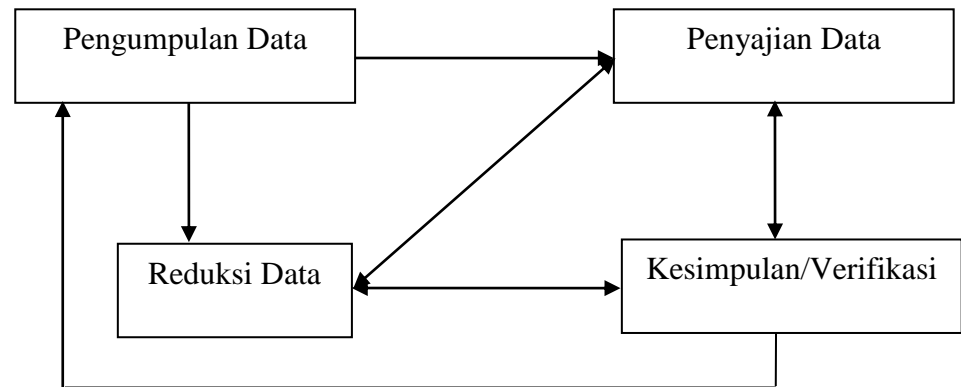 Pengumpulan Data
Penyajian Data
Reduksi Data
Kesimpulan/Verifikasi